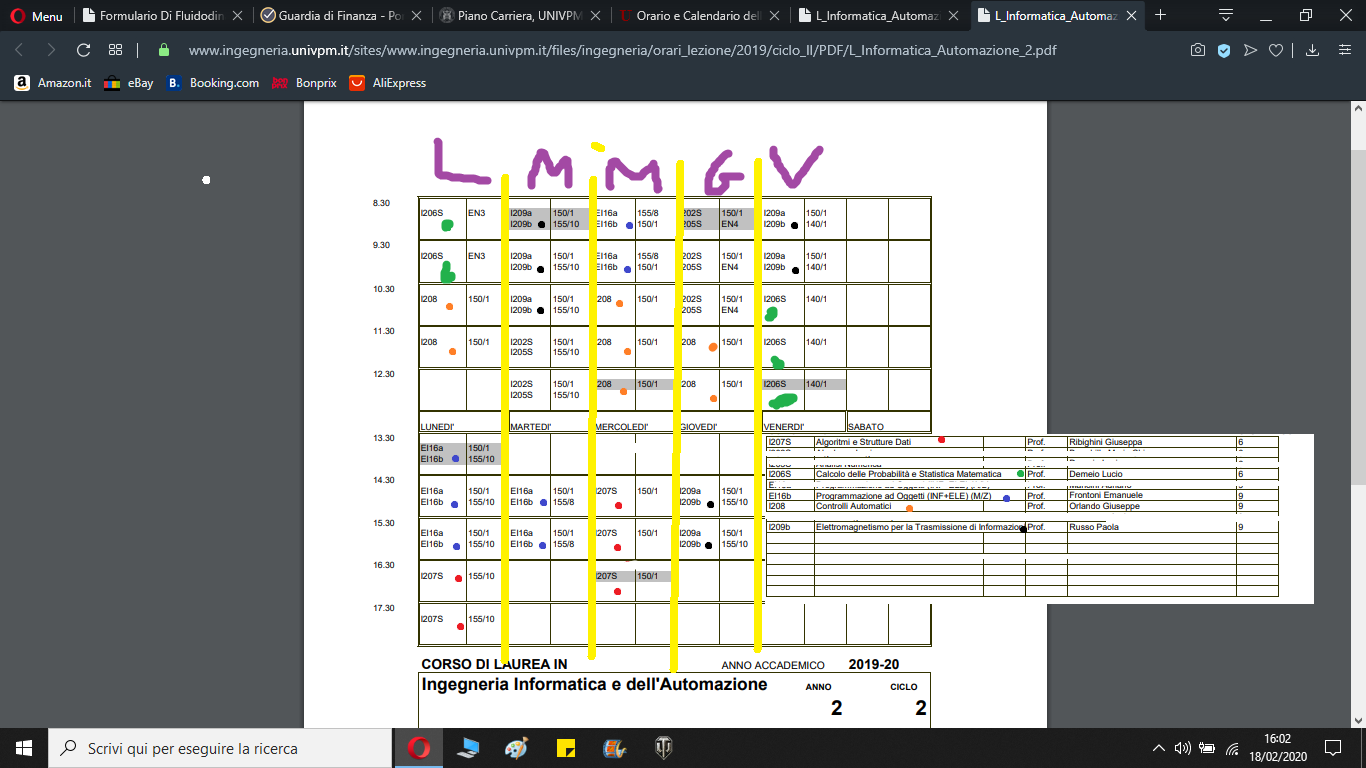 Menu
Formulario Di Fluidodin
Guardia di Finanza - Po
Piano Carriera, UNIVPM
Orario e Calendario dell
L_Informatica_Automaz
L_Informatica_Automaz
www.ingegneria.univpm.it/sites/www.ingegneria.univpm.it/files/ingegneria/orari_lezione/2019/ciclo_II/PDF/L_Informatica_Automazione_2.pdf
Amazon.it eBay B. Booking.com Bonprix AliExpress
L M M G V
8.30
I206S EN3 I209a 150/1 EI16a 155/8 I202S 150/1 I209a 150/1
I209b 155/10 EI16b 150/1 I205S EN4 I209b 140/1
9.30
I206S EN3 I209a 150/1 EI16a 155/8 I202S 150/1 I209a 150/1
I209b 155/10 EI16b 150/1 I205S EN4 I209b 140/1
10.30
I208 150/1 I209a 150/1 I208 150/1 I202S 150/1 I206S 140/1
I209b 155/10 I205S EN4
11.30
I208 150/1 I202S 150/1 I208 150/1 I208 150/1 I206S 140/1
I205S 155/10
12.30
I202S 150/1 I208 150/1 I208 150/1 I206S 140/1
I205S 155/10
LUNEDI' MARTEDI' MERCOLEDI' GIOVEDI' VENERDI' SABATO
13.30
EI16a 150/1
EI16b 155/10
14.30
EI16a 150/1 EI16a 150/1 I207S 150/1 I209a 150/1
EI16b 155/10 EI16b 155/8 I209b 155/10
15.30
EI16a 150/1 EI16a 150/1 I207S 150/1 I209a 150/1
EI16b 155/10 EI16b 155/8 I209b 155/10
16.30
I207S 155/10 I207S 150/1
17.30
I207S 155/10
I207S Algoritmi e Strutture Dati Prof. Ribighini Giuseppa 6
I206S Calcolo delle Probabilità e Statistica Matematica Prof. Demeio Lucio 6
EI16b Programmazione ad Oggetti (INF+ELE) (M/Z) Prof. Frontoni Emanuele 9
I208 Controlli Automatici Prof. Orlando Giuseppe 9
I209b Elettromagnetismo per la Trasmissione di Informazion Prof. Russo Paola 9
CORSO DI LAUREA IN ANNO ACCADEMICO 2019-20
Ingegneria Informatica e dell'Automazione ANNO CICLO
2 2
Scrivi qui per eseguire la ricerca
16:02
18/02/2020